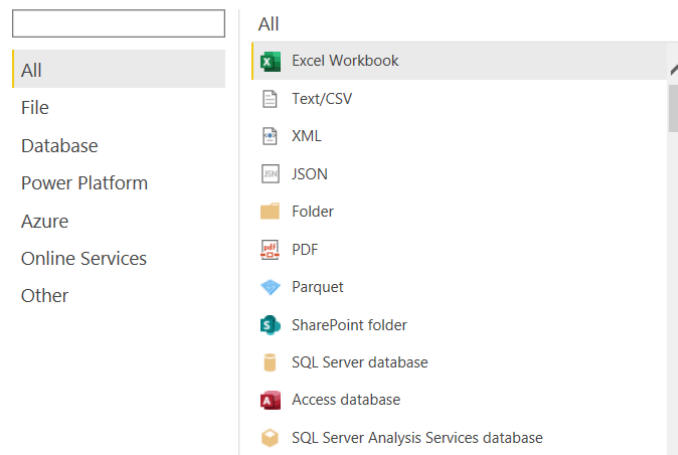 All
File
Database
Power Platform
Azure
Online Services
Other
All
Excel Workbook
Text/CSV
XML
JSON
Folder
PDF
Parquet
SharePoint folder
SQL Server database
Access database
SQL Server Analysis Services database